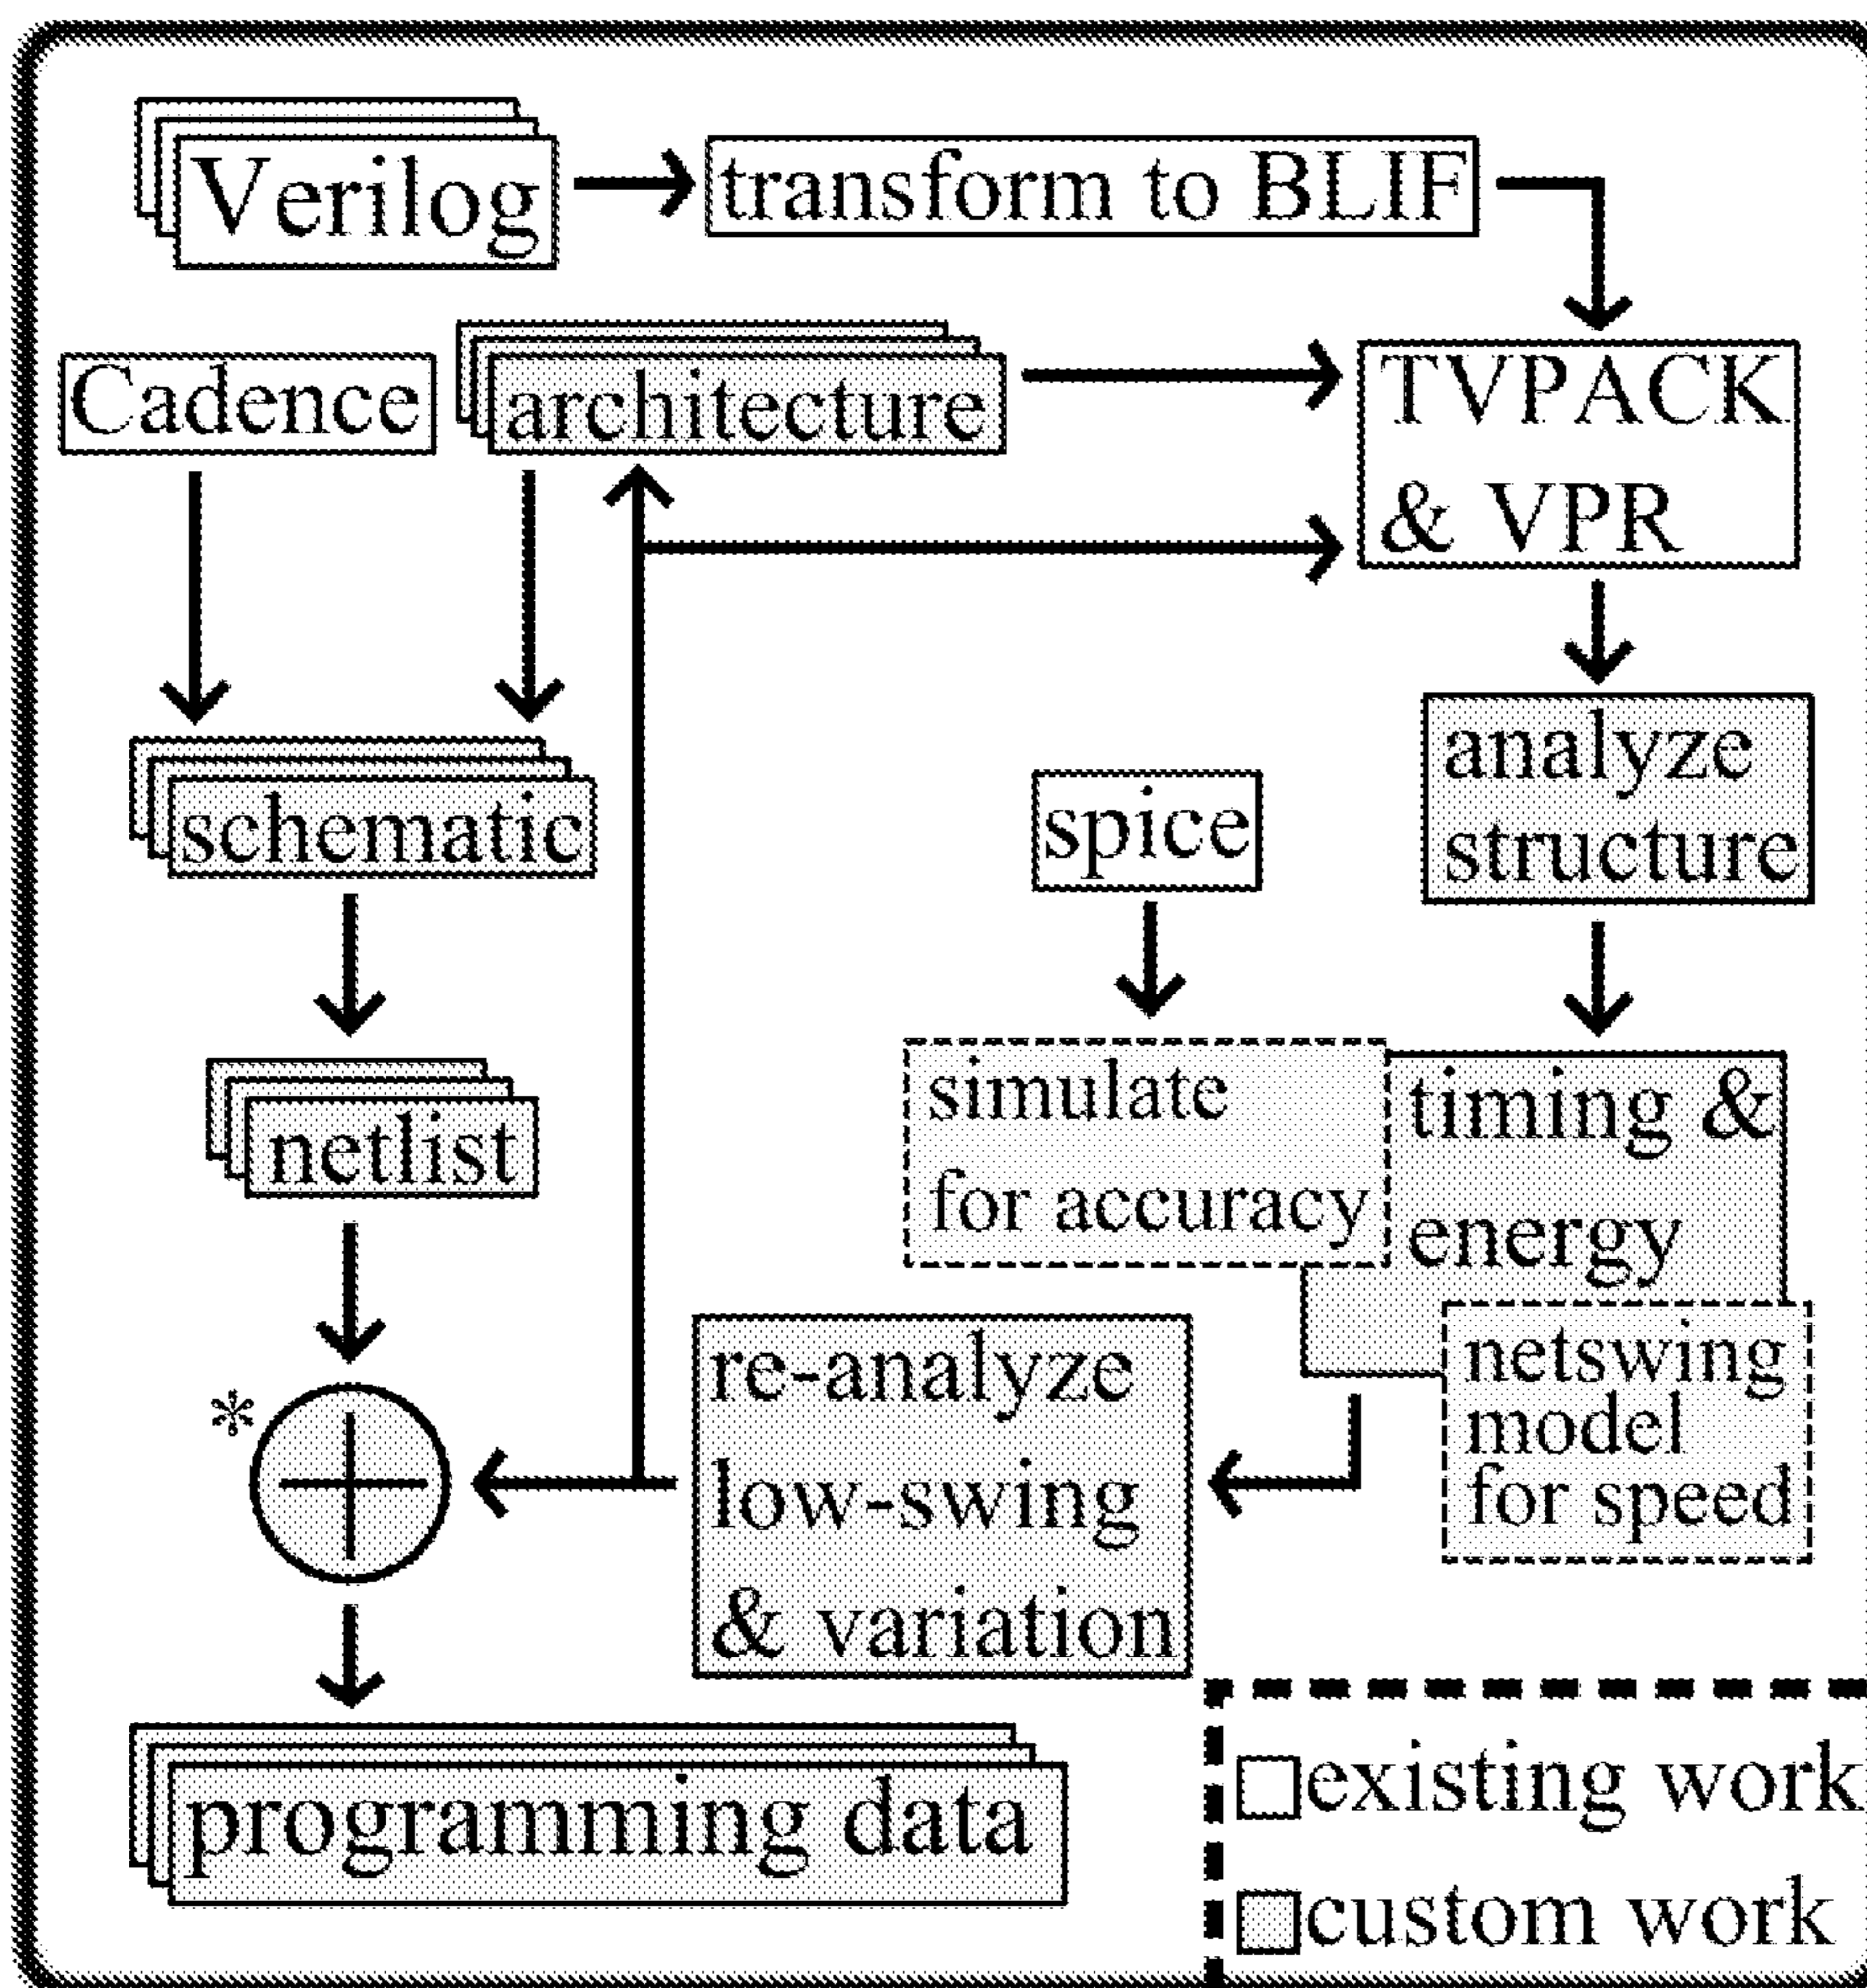 Verilog
transform to BLIF
Cadence
architecture
TVPACK
& VPR
schematic
spice
analyze
structure
simulate
for accuracy
timing &
energy
netlist
netswing
model
for speed
re-analyze
low-swing
& variation
*
programming data
existing work
custom work